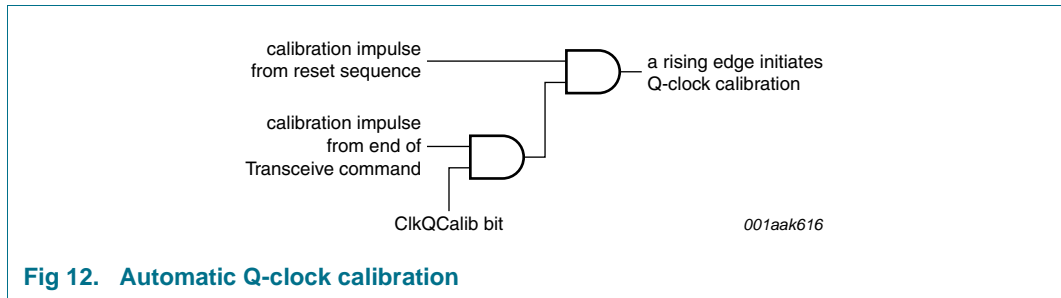 calibration impulse
from reset sequence
a rising edge initiates
Q-clock calibration
calibration impulse
from end of
Transceive command
ClkQCalib bit
001aak616
Fig 12. Automatic Q-clock calibration